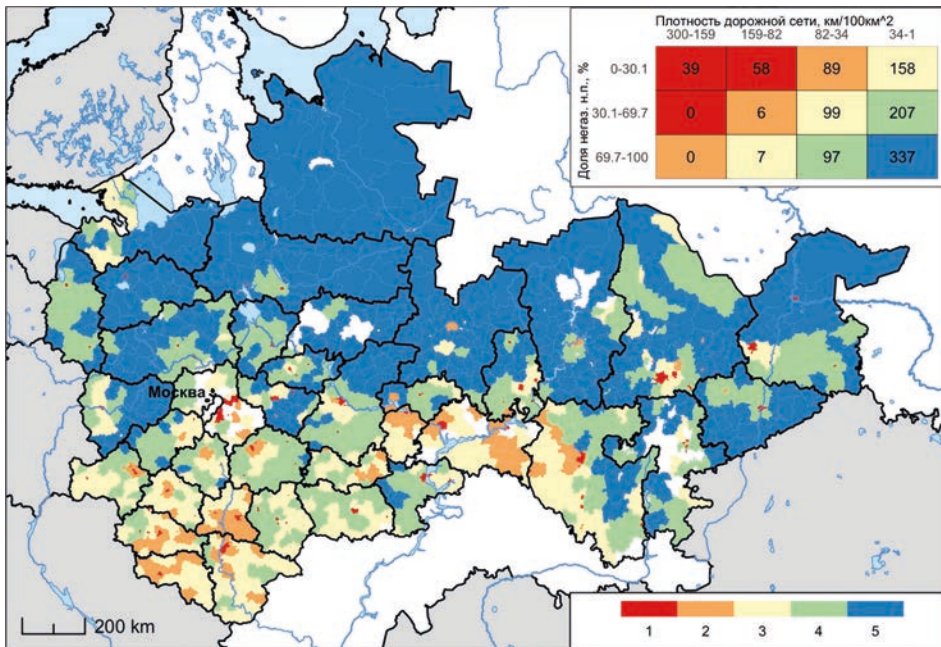 Плотность дорожной сети, км/100км^2
300-159 159-82 82-34 34-1
Доля негаз. н.п., %
0-30.1 39 58 89 158
30.1-69.7 0 6 99 207
69.7-100 0 7 97 337
Москва
200 km
1 2 3 4 5